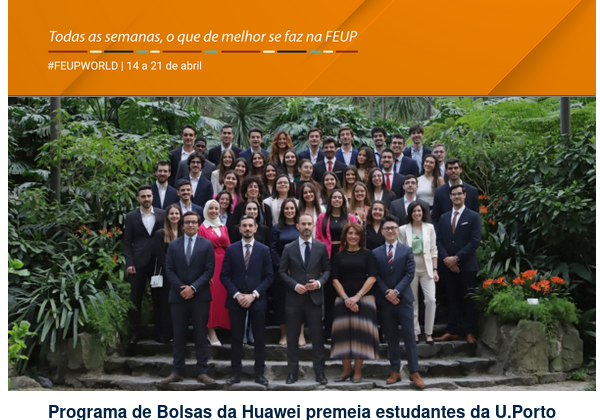 Todas as semanas, o que de melhor se faz na FEUP
#FEUPWORLD | 14 a 21 de abril
Programa de Bolsas da Huawei premeia estudantes da U.Porto